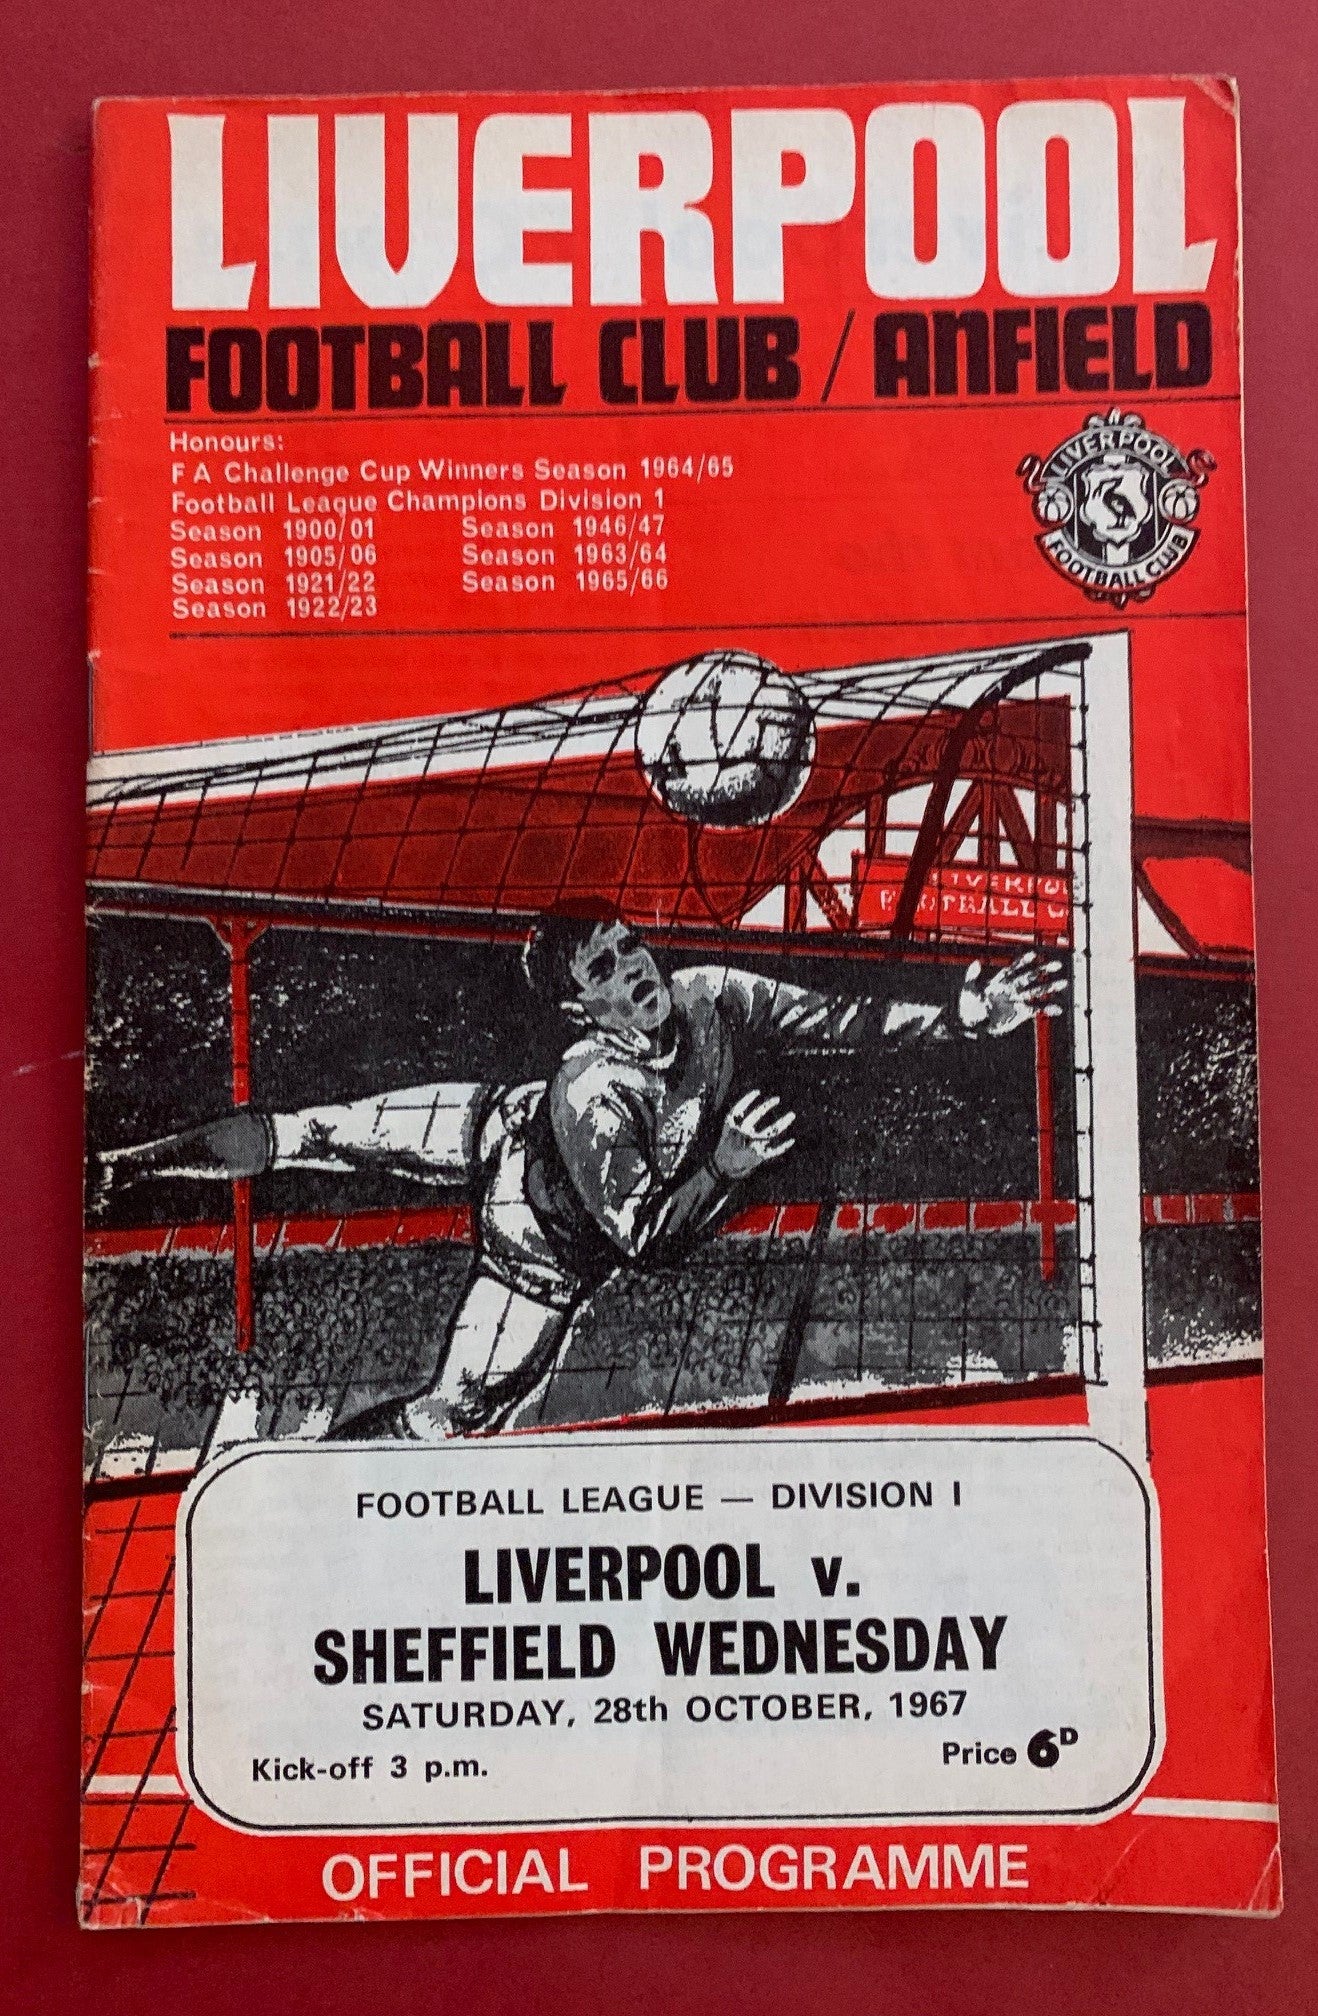 LIVERPOOL
FOOTBALL CLUB / ANFIELD
Honours:
F A Challenge Cup Winners Season 1964/65
Football League Champions Division 1
Season 1900/01 Season 1946/47
Season 1905/06 Season 1963/64
Season 1921/22 Season 1965/66
Season 1922/23
LIVERPOOL
FOOTBALL CLUB
LIVERPOOL
FOOTBALL C
FOOTBALL LEAGUE — DIVISION I
LIVERPOOL v.
SHEFFIELD WEDNESDAY
SATURDAY, 28th OCTOBER, 1967
Kick-off 3 p.m. Price 6D
OFFICIAL PROGRAMME